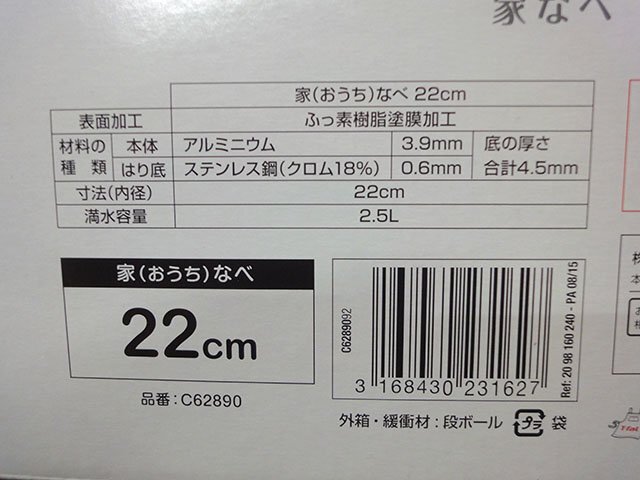 家なべ
家(おうち)なべ 22cm
表面加工 ふっ素樹脂塗膜加工
材料の種類 本体 アルミニウム 3.9mm 底の厚さ合計4.5mm
はり底 ステンレス鋼(クロム18%) 0.6mm
寸法(内径) 22cm
満水容量 2.5L
家(おうち)なべ
22cm
品番:C62890
C6289092
3 168430 231627
Ref: 20 98 160 240 - PA 08/15
外箱・緩衝材:段ボール プラ 袋
株
本
T-fal